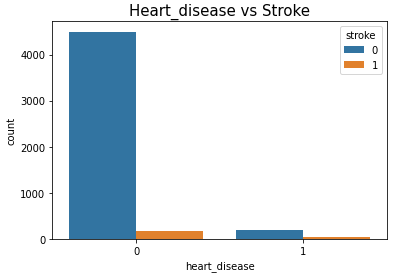 Heart_disease vs Stroke
stroke
0
1
4000
3000
2000
1000
0
count
0 1
heart_disease